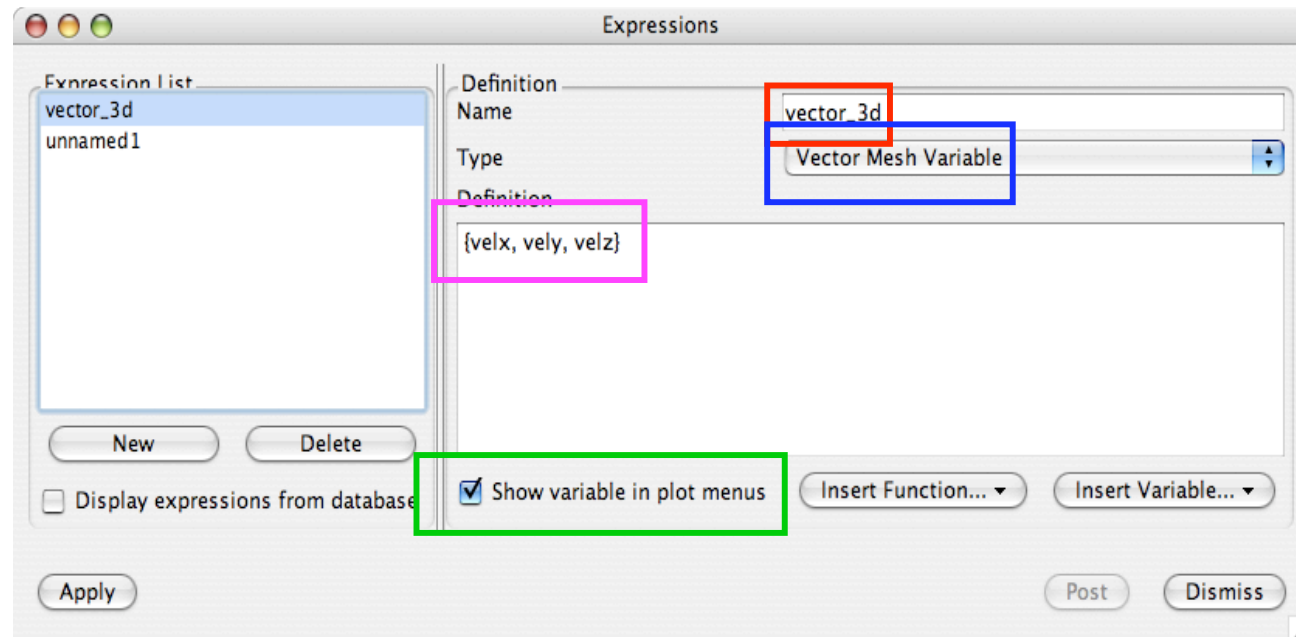 Expressions
Expression List
vector_3d
unnamed1
New
Delete
Display expressions from database
Definition
Name
vector_3d
Type
Vector Mesh Variable
Definition
{velx, vely, velz}
Show variable in plot menus
Insert Function...
Insert Variable...
Apply
Post
Dismiss